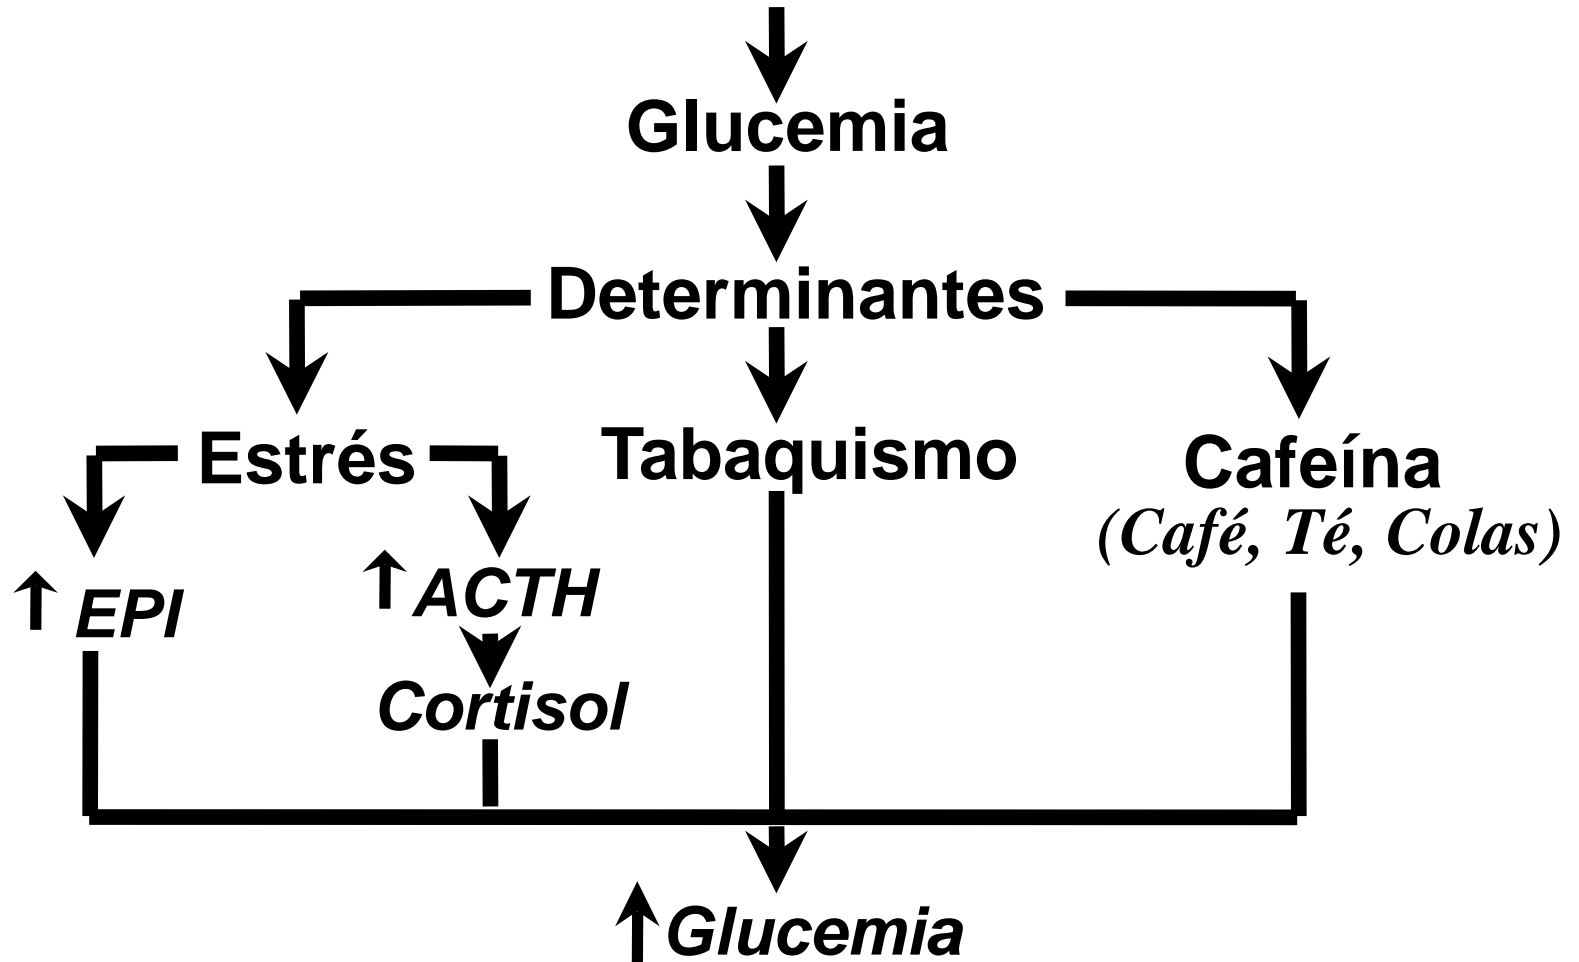 Glucemia
Determinantes
Estrés
Tabaquismo
Cafeína
(Café, Té, Colas)
↑ EPI
↑ ACTH
Cortisol
↑ Glucemia